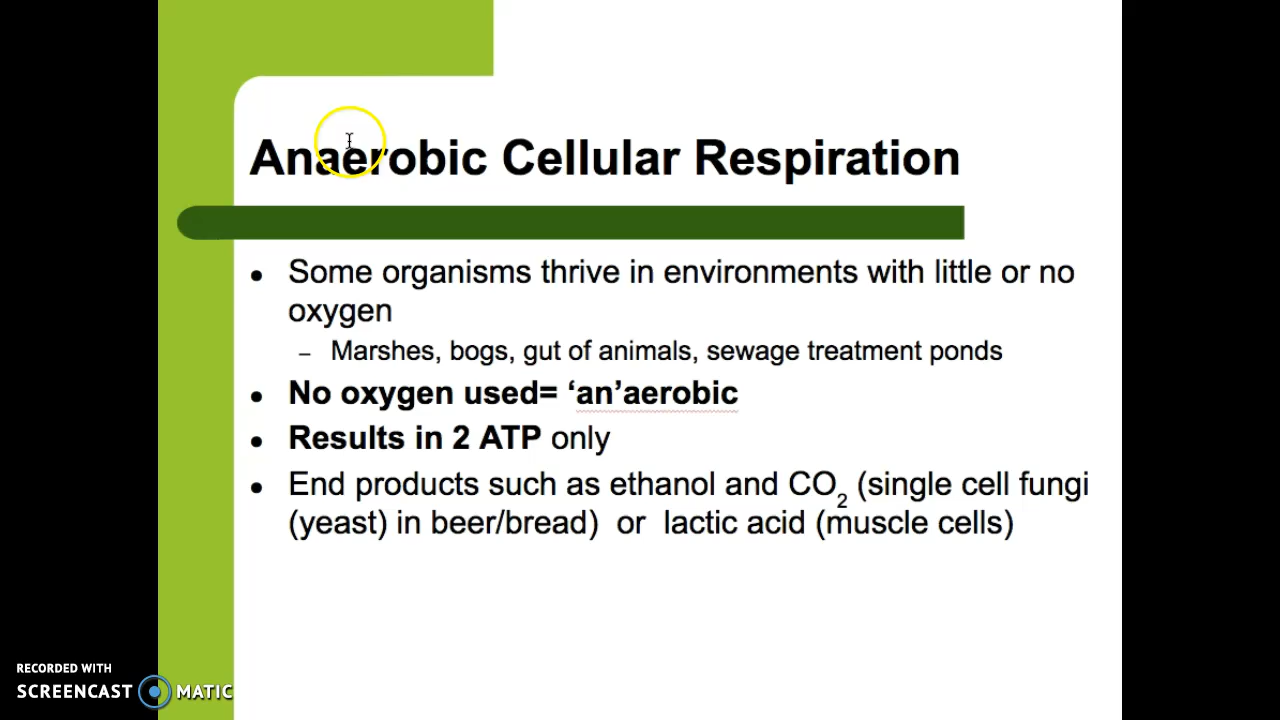 Anaerobic Cellular Respiration
• Some organisms thrive in environments with little or no
oxygen
– Marshes, bogs, gut of animals, sewage treatment ponds
• No oxygen used= ‘an’aerobic
• Results in 2 ATP only
• End products such as ethanol and CO2 (single cell fungi
(yeast) in beer/bread) or lactic acid (muscle cells)
RECORDED WITH
SCREENCAST MATIC